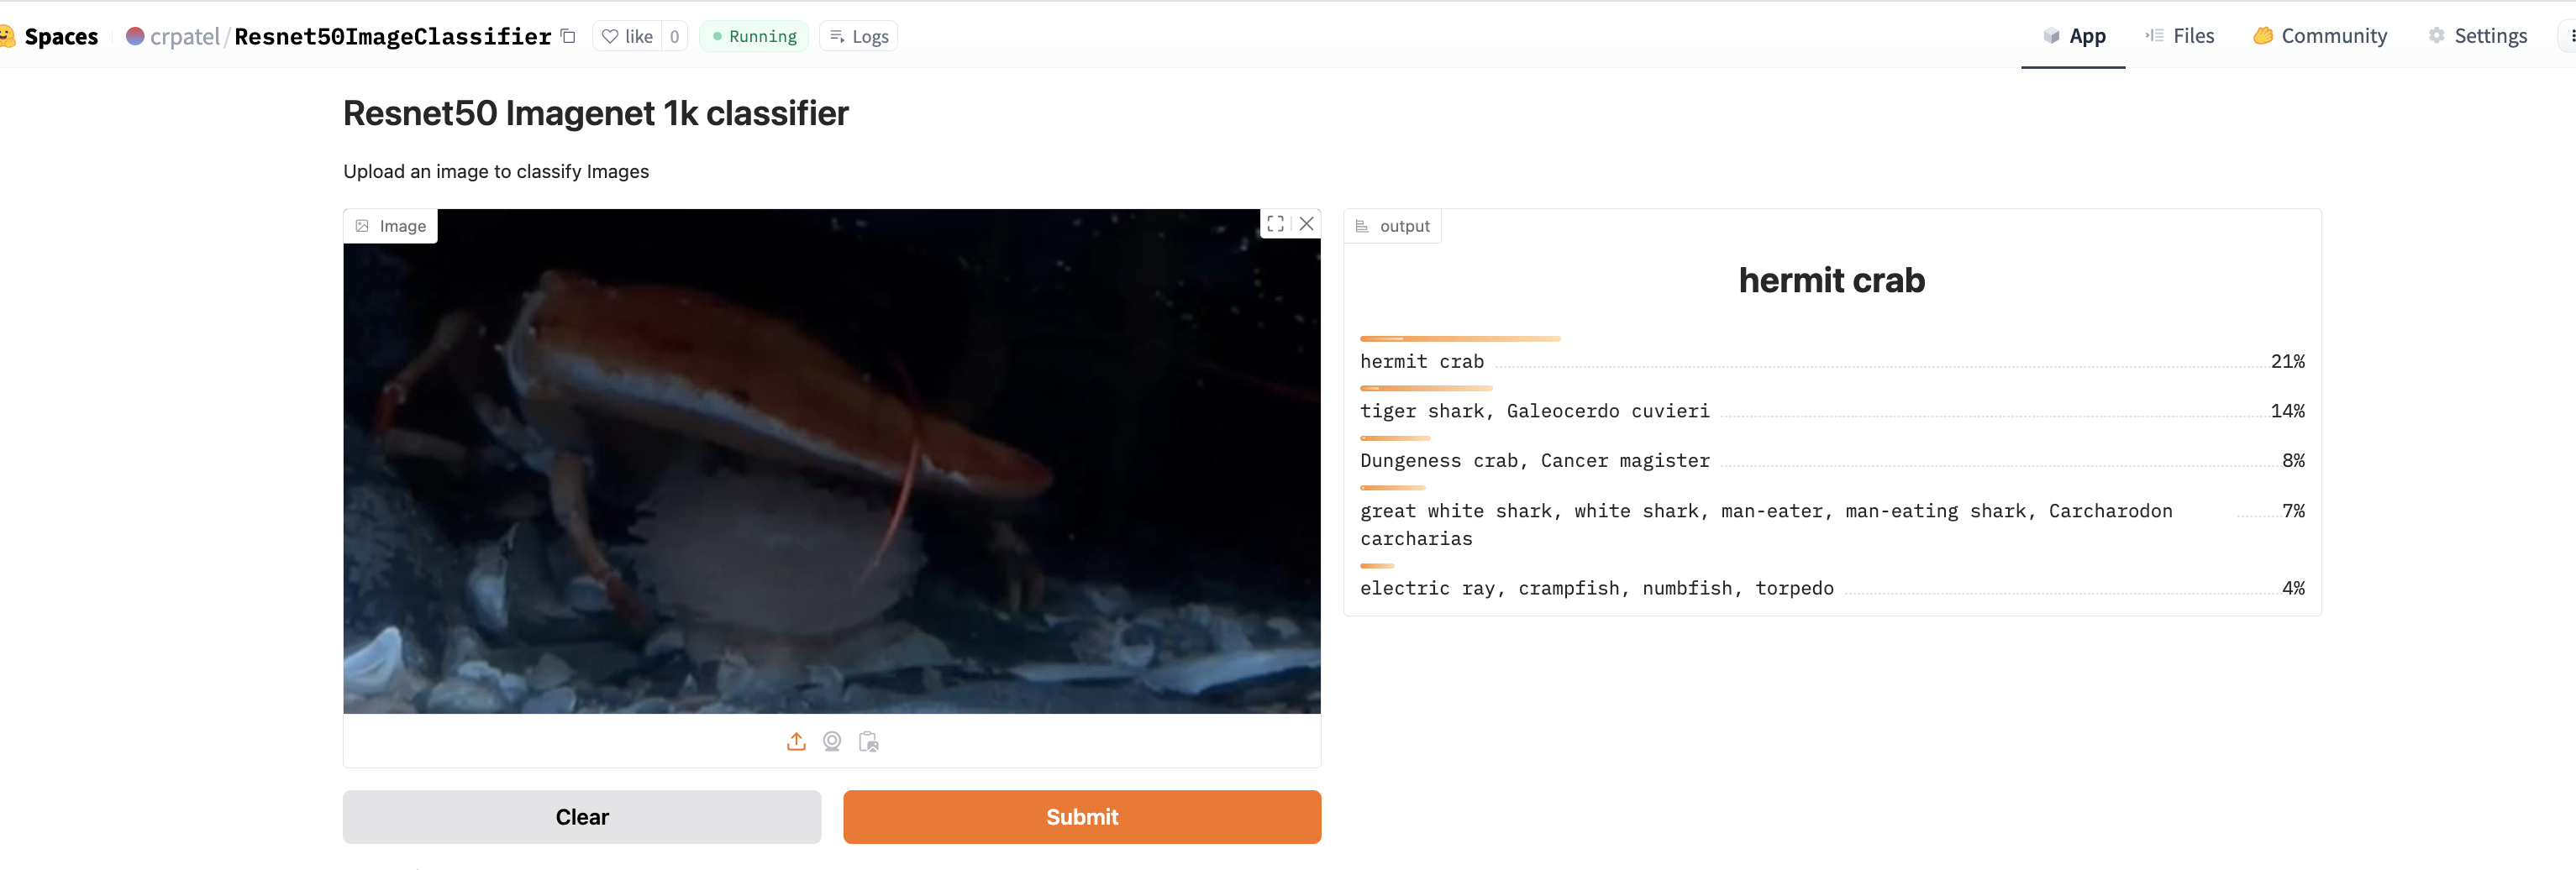 Spaces crpatel/Resnet50ImageClassifier like 0 Running Logs App Files Community Settings
Resnet50 Imagenet 1k classifier
Upload an image to classify Images
Image
output
hermit crab
hermit crab 21%
tiger shark, Galeocerdo cuvieri 14%
Dungeness crab, Cancer magister 8%
great white shark, white shark, man-eater, man-eating shark, Carcharodon 7%
carcharias
electric ray, crampfish, numbfish, torpedo 4%
Clear Submit